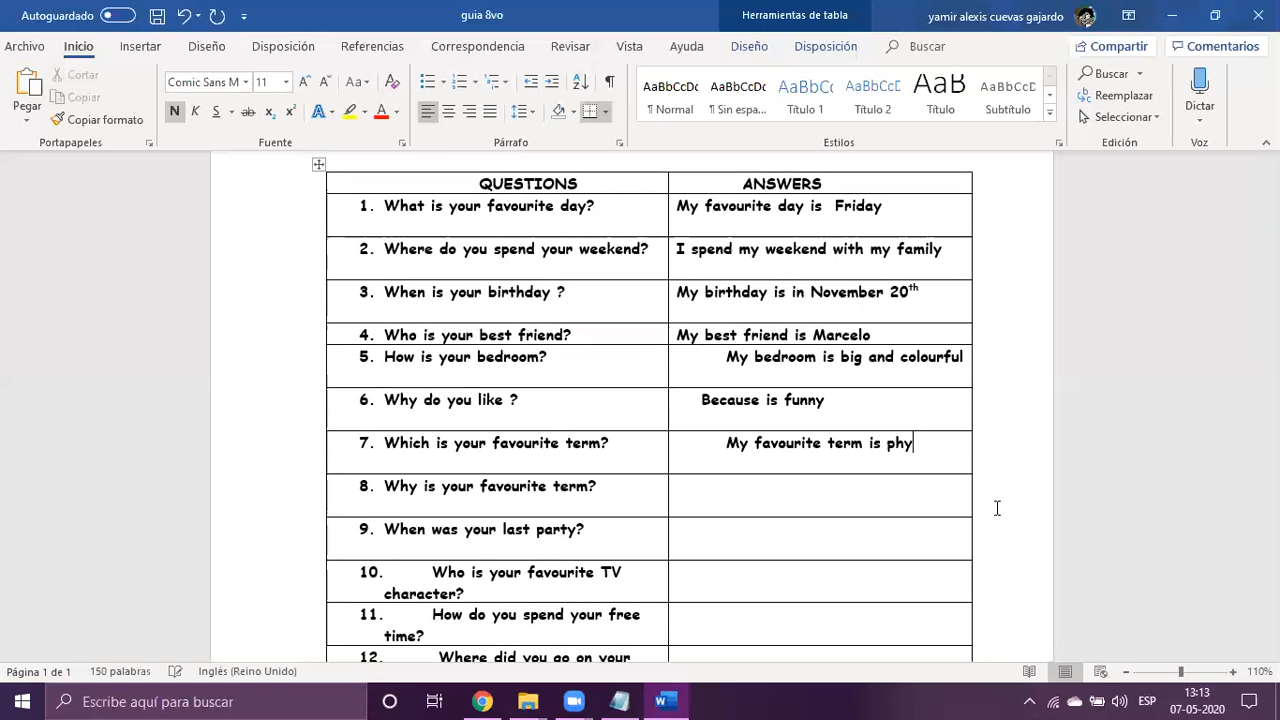 Autoguardado
guia 8vo
Herramientas de tabla
yamir alexis cuevas gajardo
Archivo Inicio Insertar Diseño Disposición Referencias Correspondencia Revisar Vista Ayuda Diseño Disposición Buscar Compartir Comentarios
Pegar
Cortar
Copiar
Copiar formato
Portapapeles
Comic Sans M 11
N K S ab x₂ x²
Fuente
Párrafo
AaBbCcDc AaBbCcDc AaBbCc AaBbCcD AaB AaBbCcD
¶ Normal ¶ Sin espa... Título 1 Título 2 Título Subtítulo
Estilos
Buscar
Reemplazar
Seleccionar
Edición
Dictar
Voz
QUESTIONS ANSWERS
1. What is your favourite day? My favourite day is Friday
2. Where do you spend your weekend? I spend my weekend with my family
3. When is your birthday ? My birthday is in November 20th
4. Who is your best friend? My best friend is Marcelo
5. How is your bedroom? My bedroom is big and colourful
6. Why do you like ? Because is funny
7. Which is your favourite term? My favourite term is phy
8. Why is your favourite term?
9. When was your last party?
10. Who is your favourite TV
character?
11. How do you spend your free
time?
12. Where did you go on your
Página 1 de 1 150 palabras Inglés (Reino Unido) 110%
Escribe aquí para buscar
ESP
13:13
07-05-2020